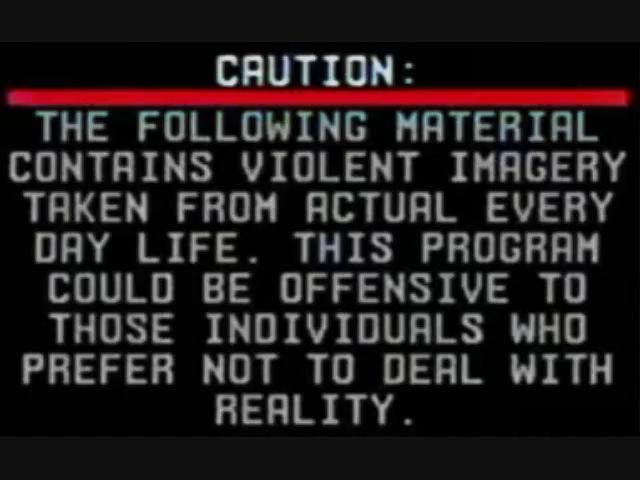 CAUTION:
THE FOLLOWING MATERIAL
CONTAINS VIOLENT IMAGERY
TAKEN FROM ACTUAL EVERY
DAY LIFE. THIS PROGRAM
COULD BE OFFENSIVE TO
THOSE INDIVIDUALS WHO
PREFER NOT TO DEAL WITH
REALITY.